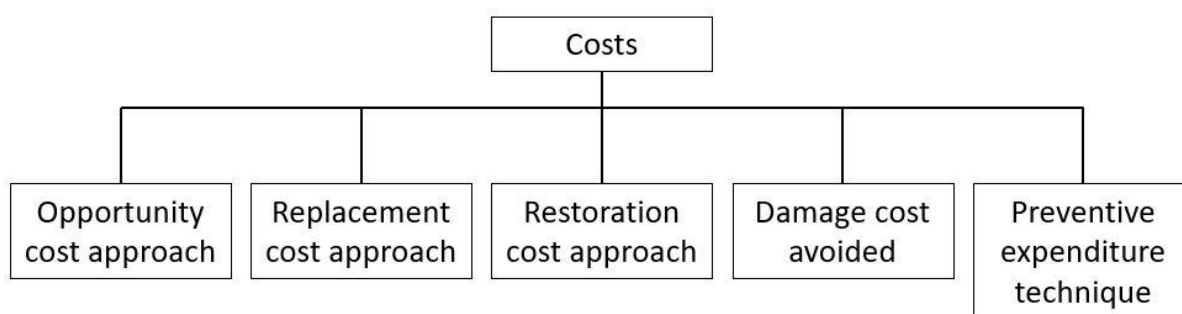 Costs
Opportunity
cost approach
Replacement
cost approach
Restoration
cost approach
Damage cost
avoided
Preventive
expenditure
technique